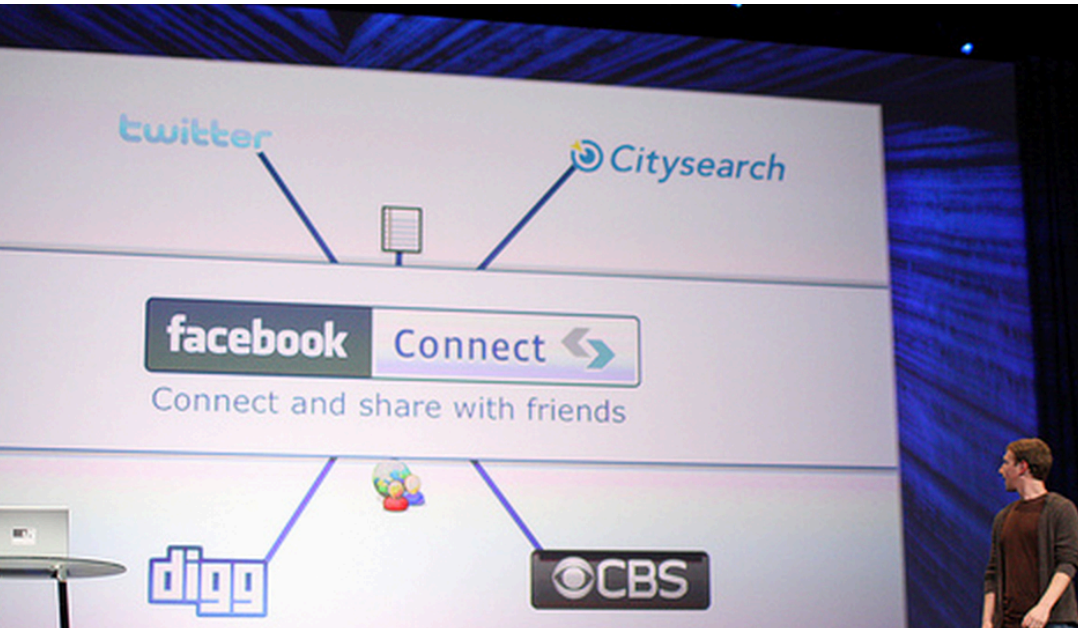 twitter
Citysearch
facebook Connect
Connect and share with friends
digg
CBS